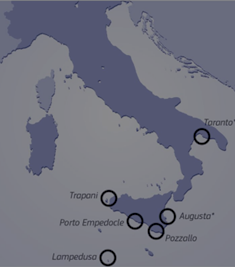 Taranto*
Trapani
Porto Empedocle
Augusta*
Pozzallo
Lampedusa